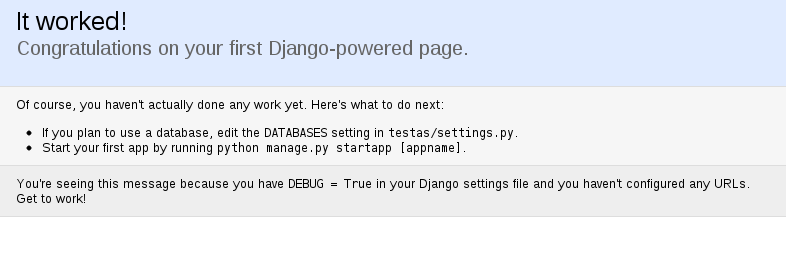 It worked!
Congratulations on your first Django-powered page.
Of course, you haven't actually done any work yet. Here's what to do next:
• If you plan to use a database, edit the DATABASES setting in testas/settings.py.
• Start your first app by running python manage.py startapp [appname].
You're seeing this message because you have DEBUG = True in your Django settings file and you haven't configured any URLs.
Get to work!